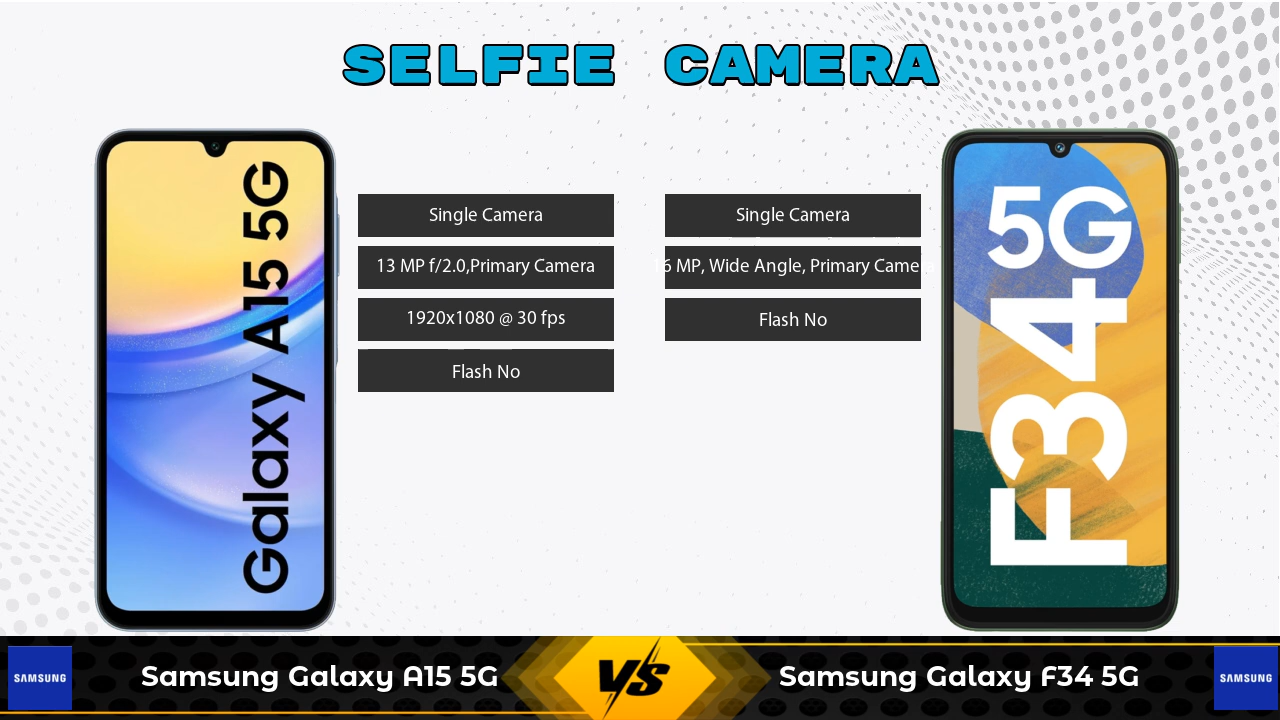 SELFIE CAMERA
Galaxy A15 5G
Single Camera
13 MP f/2.0,Primary Camera
1920x1080 @ 30 fps
Flash No
Single Camera
16 MP, Wide Angle, Primary Camera
Flash No
5G
F34
SAMSUNG
Samsung Galaxy A15 5G
VS
Samsung Galaxy F34 5G
SAMSUNG